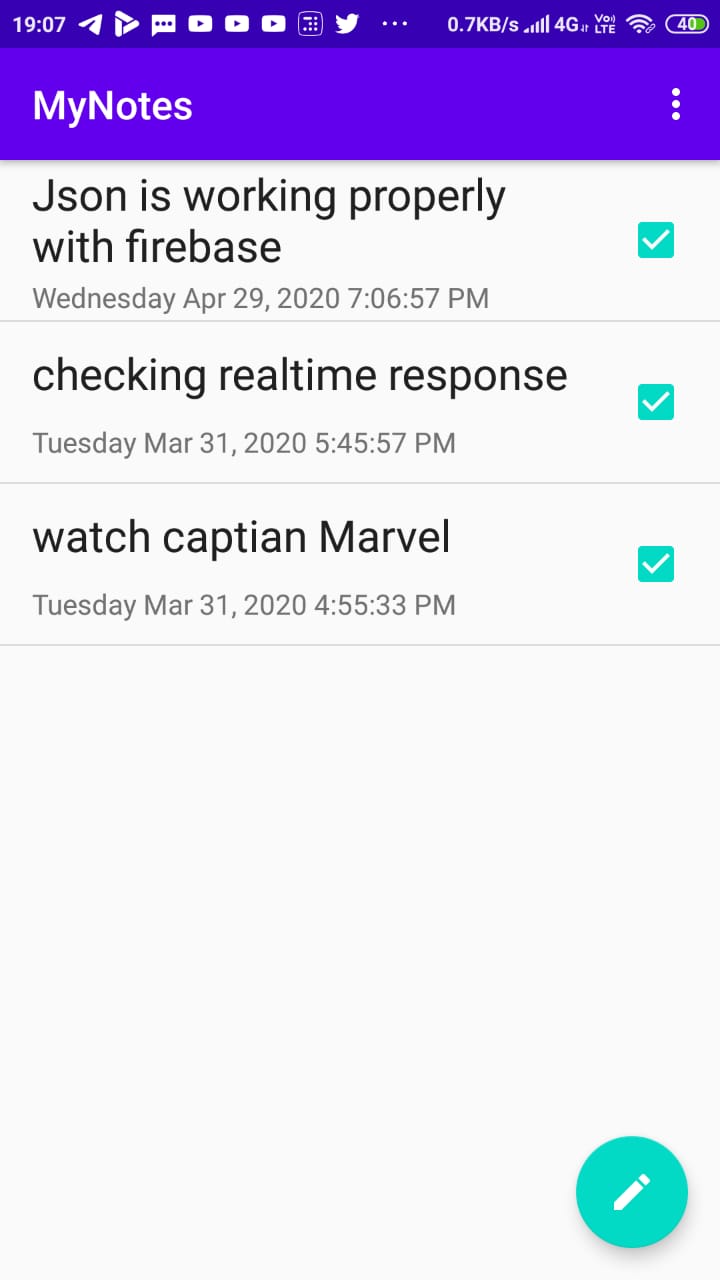 19:07 0.7KB/s 4G Vo) LTE 40
MyNotes
Json is working properly
with firebase
Wednesday Apr 29, 2020 7:06:57 PM
checking realtime response
Tuesday Mar 31, 2020 5:45:57 PM
watch captian Marvel
Tuesday Mar 31, 2020 4:55:33 PM